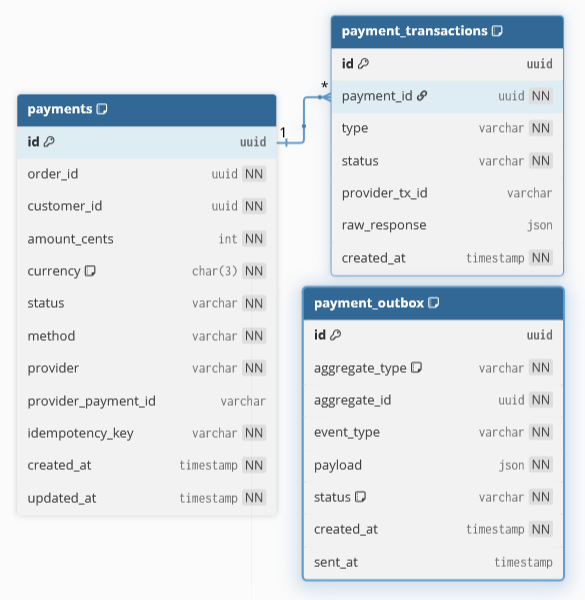 payments
id uuid
order_id uuid NN
customer_id uuid NN
amount_cents int NN
currency char(3) NN
status varchar NN
method varchar NN
provider varchar NN
provider_payment_id varchar
idempotency_key varchar NN
created_at timestamp NN
updated_at timestamp NN
1
*
payment_transactions
id uuid
payment_id uuid NN
type varchar NN
status varchar NN
provider_tx_id varchar
raw_response json
created_at timestamp NN
payment_outbox
id uuid
aggregate_type varchar NN
aggregate_id uuid NN
event_type varchar NN
payload json NN
status varchar NN
created_at timestamp NN
sent_at timestamp